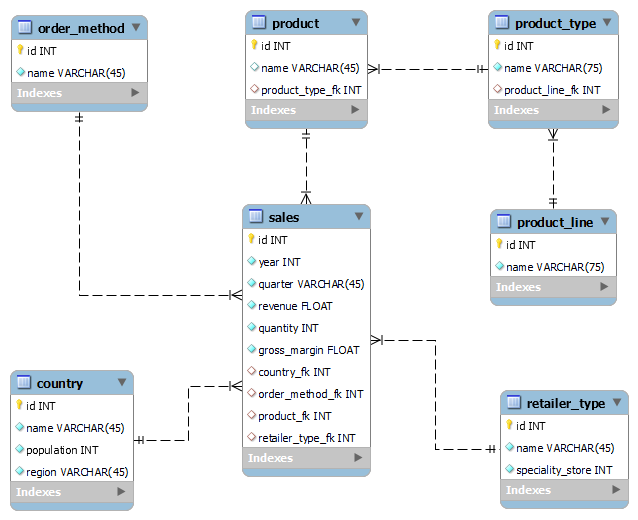 order_method
id INT
name VARCHAR(45)
Indexes
product
id INT
name VARCHAR(45)
product_type_fk INT
Indexes
product_type
id INT
name VARCHAR(75)
product_line_fk INT
Indexes
product_line
id INT
name VARCHAR(75)
Indexes
sales
id INT
year INT
quarter VARCHAR(45)
revenue FLOAT
quantity INT
gross_margin FLOAT
country_fk INT
order_method_fk INT
product_fk INT
retailer_type_fk INT
Indexes
country
id INT
name VARCHAR(45)
population INT
region VARCHAR(45)
Indexes
retailer_type
id INT
name VARCHAR(45)
speciality_store INT
Indexes